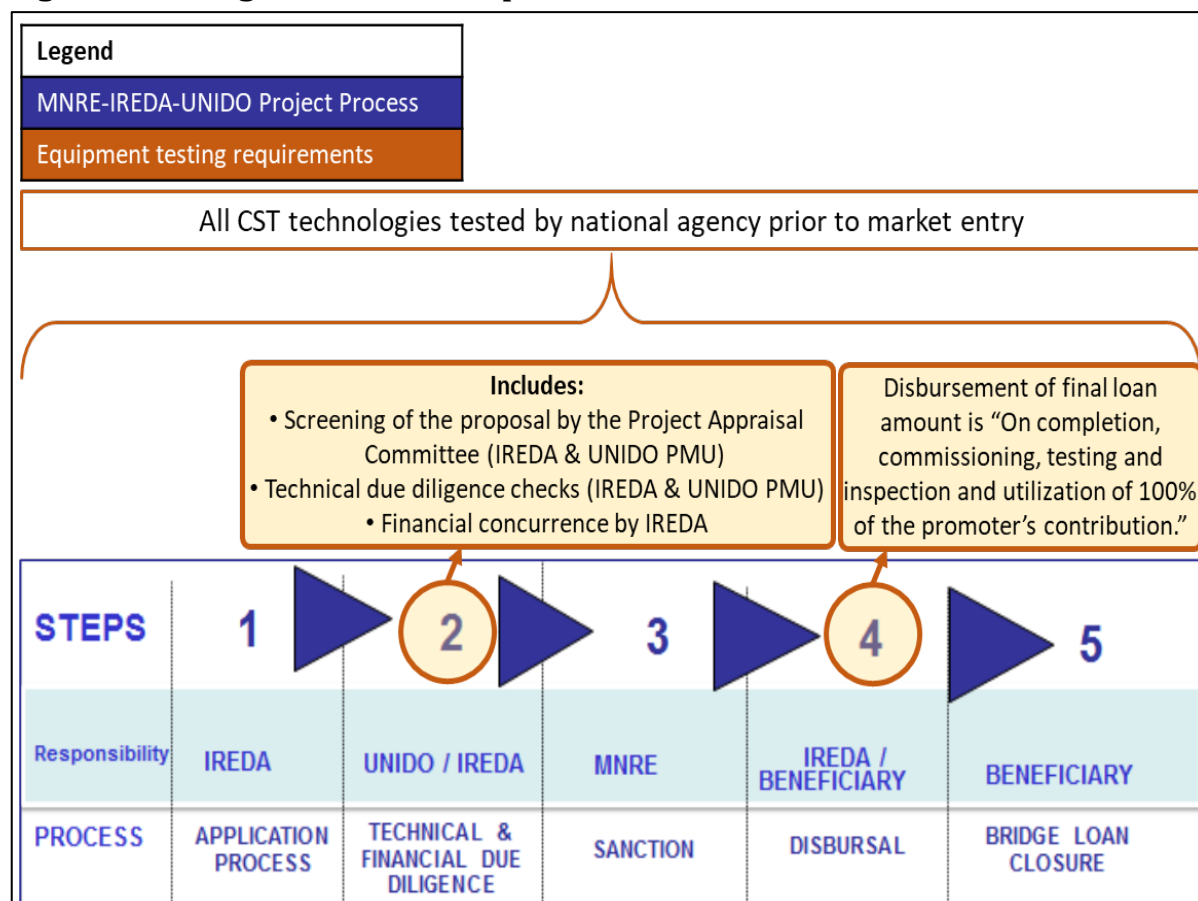 Legend
MNRE-IREDA-UNIDO Project Process
Equipment testing requirements
All CST technologies tested by national agency prior to market entry
Includes:
• Screening of the proposal by the Project Appraisal
Committee (IREDA & UNIDO PMU)
• Technical due diligence checks (IREDA & UNIDO PMU)
• Financial concurrence by IREDA
Disbursement of final loan
amount is “On completion,
commissioning, testing and
inspection and utilization of 100%
of the promoter’s contribution.”
STEPS 1 2 3 4 5
Responsibility IREDA UNIDO / IREDA MNRE IREDA / BENEFICIARY BENEFICIARY
PROCESS APPLICATION PROCESS TECHNICAL & FINANCIAL DUE DILIGENCE SANCTION DISBURSAL BRIDGE LOAN CLOSURE